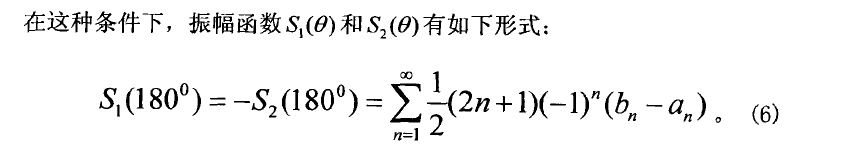 在这种条件下，振幅函数S₁(θ)和S₂(θ)有如下形式：
S₁(180⁰) = −S₂(180⁰) = ∑_{n=1}^{∞} \frac{1}{2}(2n+1)(−1)ⁿ(bₙ − aₙ) 。 (6)